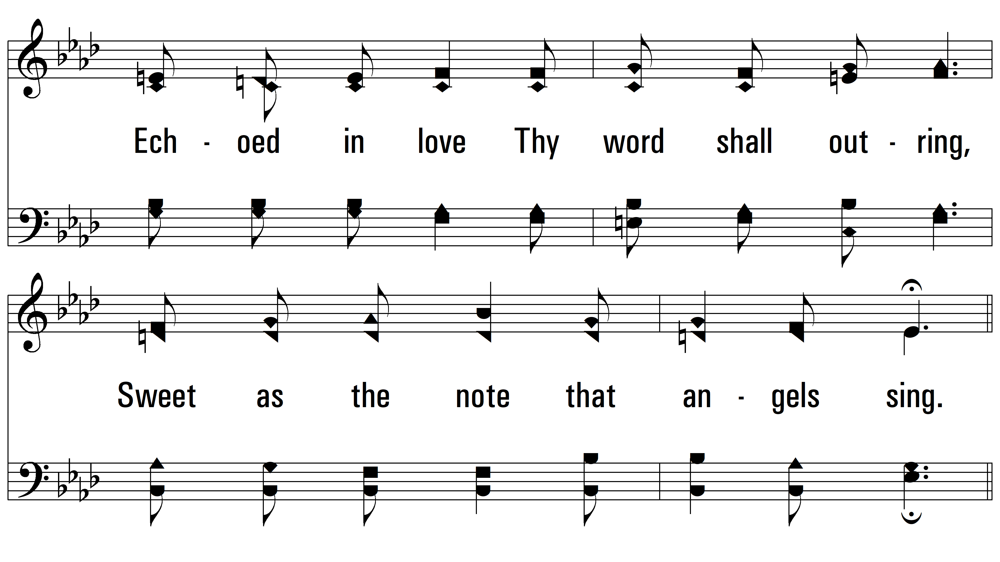 Ech - oed in love Thy word shall out - ring,
Sweet as the note that an - gels sing.